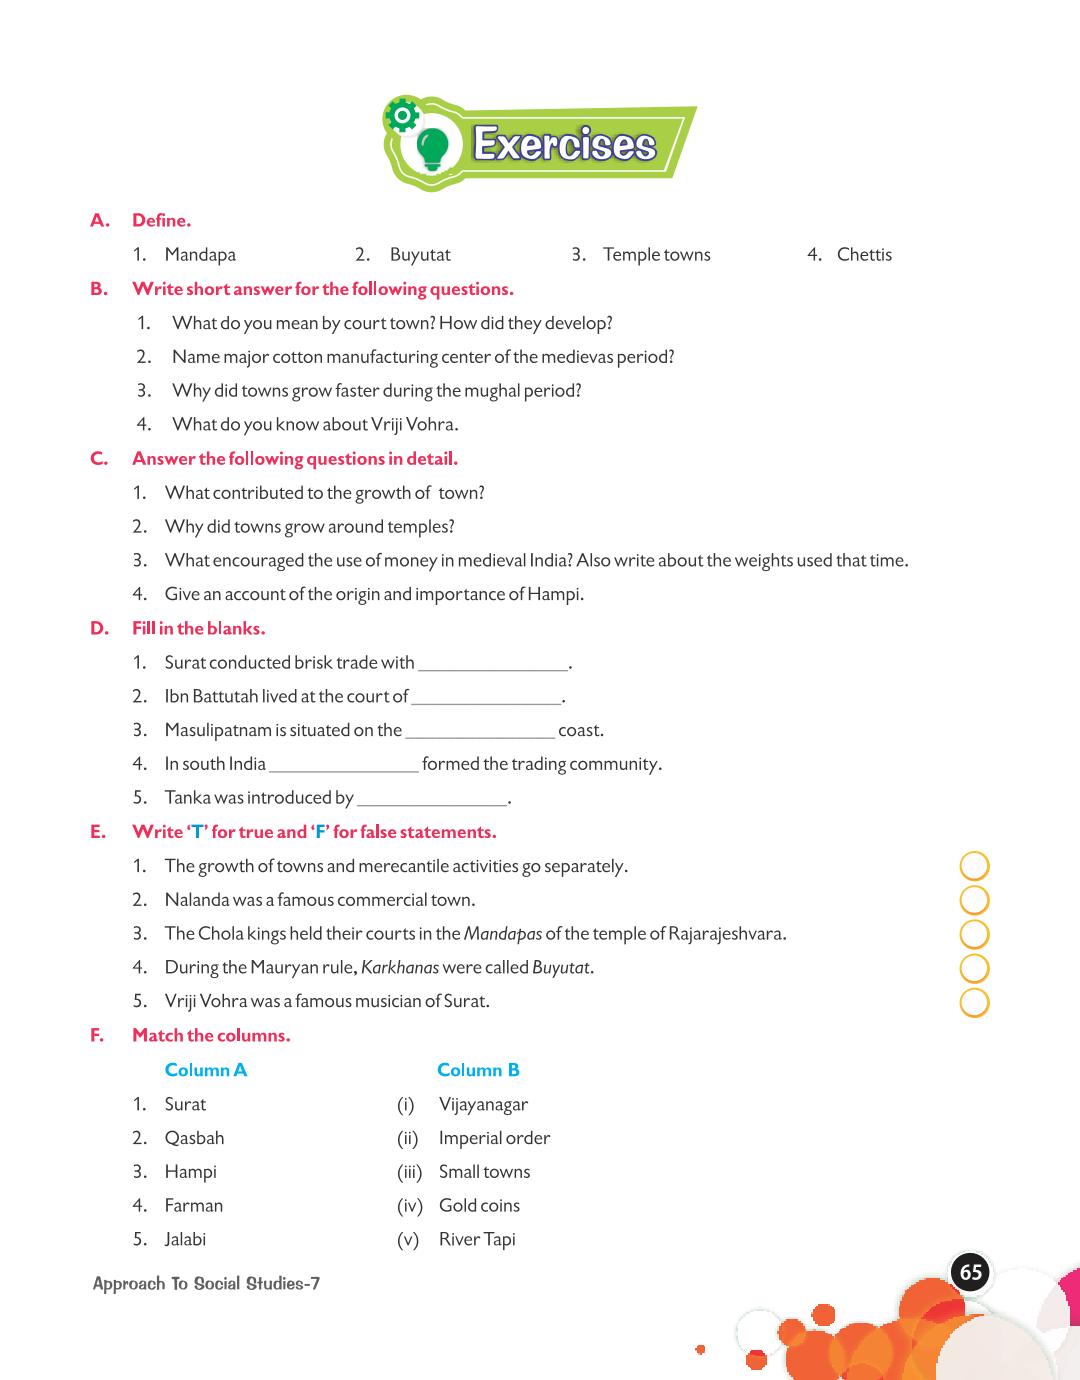 Exercises
A. Define.
1. Mandapa 2. Buyutat 3. Temple towns 4. Chettis
B. Write short answer for the following questions.
1. What do you mean by court town? How did they develop?
2. Name major cotton manufacturing center of the medievas period?
3. Why did towns grow faster during the mughal period?
4. What do you know about Vriji Vohra.
C. Answer the following questions in detail.
1. What contributed to the growth of town?
2. Why did towns grow around temples?
3. What encouraged the use of money in medieval India? Also write about the weights used that time.
4. Give an account of the origin and importance of Hampi.
D. Fill in the blanks.
1. Surat conducted brisk trade with _______________.
2. Ibn Battutah lived at the court of _______________.
3. Masulipatnam is situated on the _______________ coast.
4. In south India _______________ formed the trading community.
5. Tanka was introduced by _______________.
E. Write ‘T’ for true and ‘F’ for false statements.
1. The growth of towns and merecantile activities go separately.
2. Nalanda was a famous commercial town.
3. The Chola kings held their courts in the Mandapas of the temple of Rajarajeshvara.
4. During the Mauryan rule, Karkhanas were called Buyutat.
5. Vriji Vohra was a famous musician of Surat.
F. Match the columns.
Column A Column B
1. Surat (i) Vijayanagar
2. Qasbah (ii) Imperial order
3. Hampi (iii) Small towns
4. Farman (iv) Gold coins
5. Jalabi (v) River Tapi
Approach To Social Studies-7 65